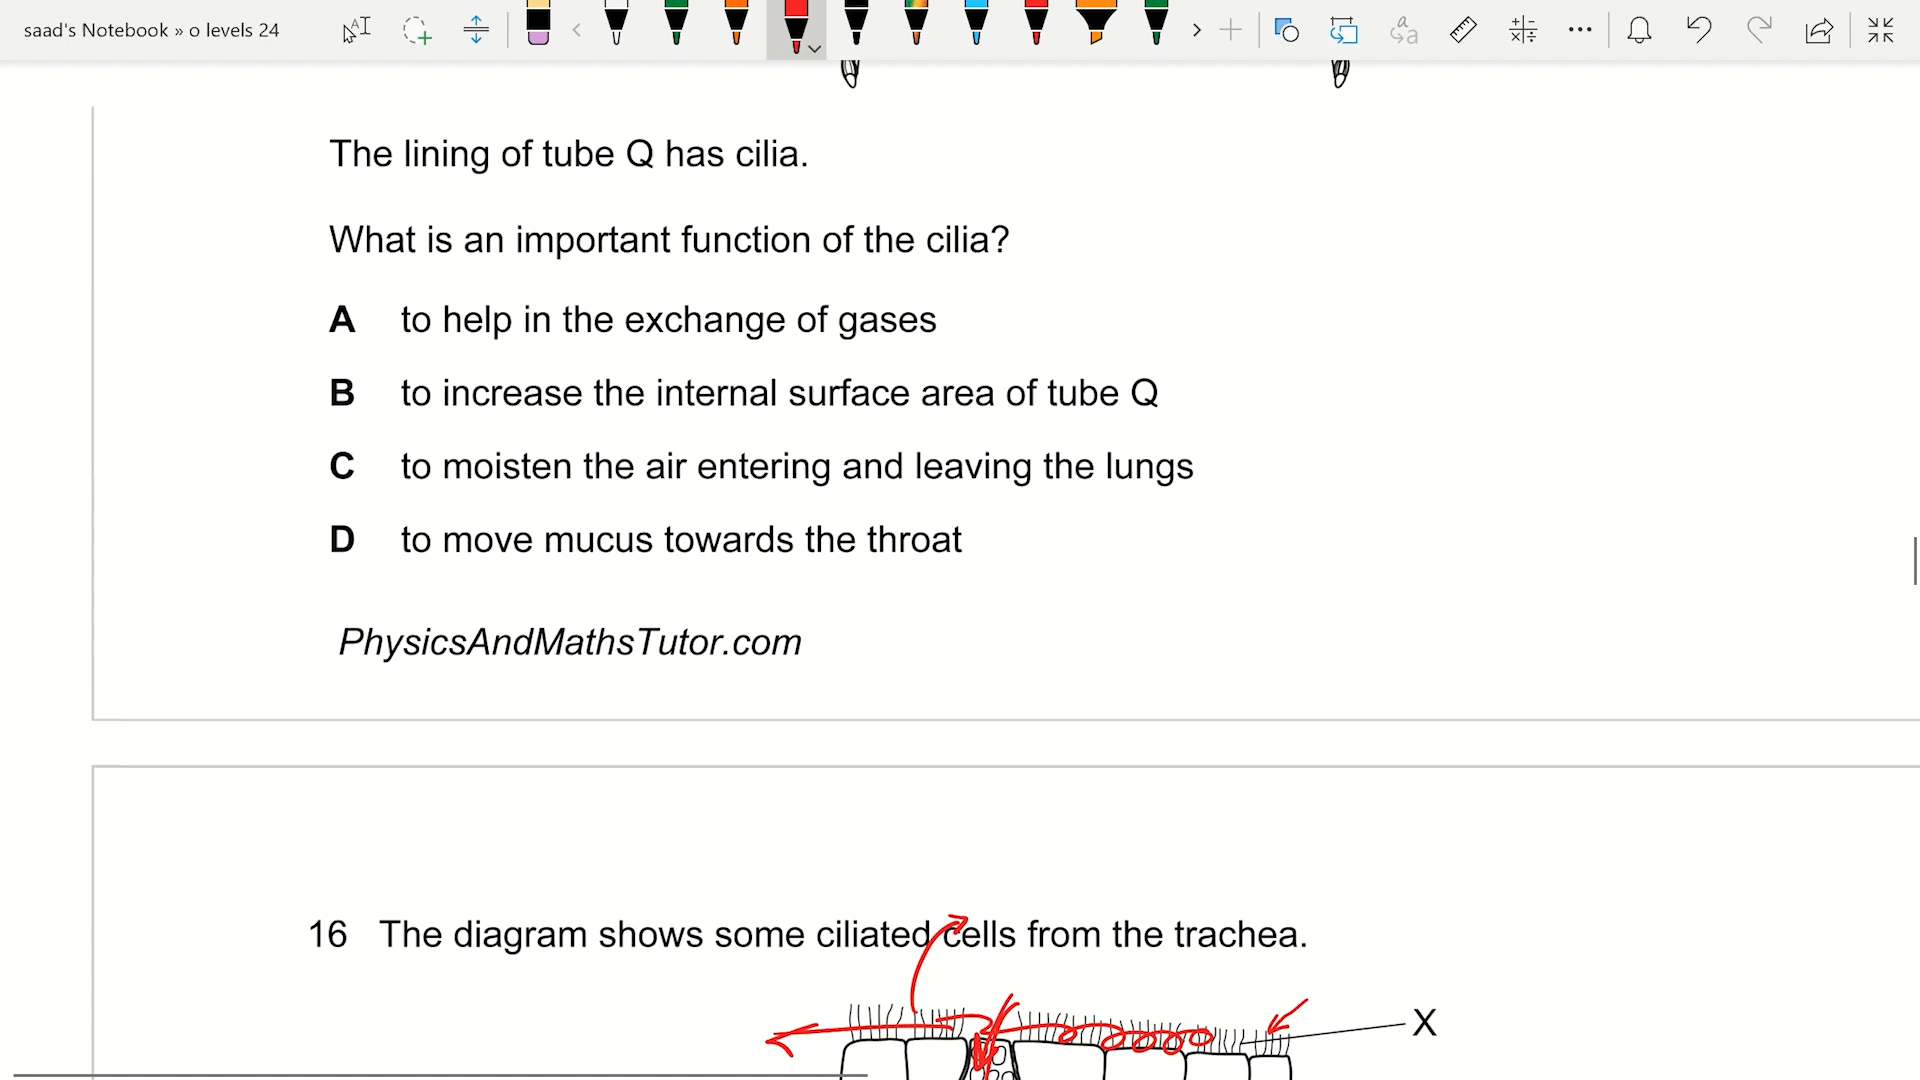 saad's Notebook » o levels 24
The lining of tube Q has cilia.
What is an important function of the cilia?
A to help in the exchange of gases
B to increase the internal surface area of tube Q
C to moisten the air entering and leaving the lungs
D to move mucus towards the throat
PhysicsAndMathsTutor.com
16 The diagram shows some ciliated cells from the trachea.
X